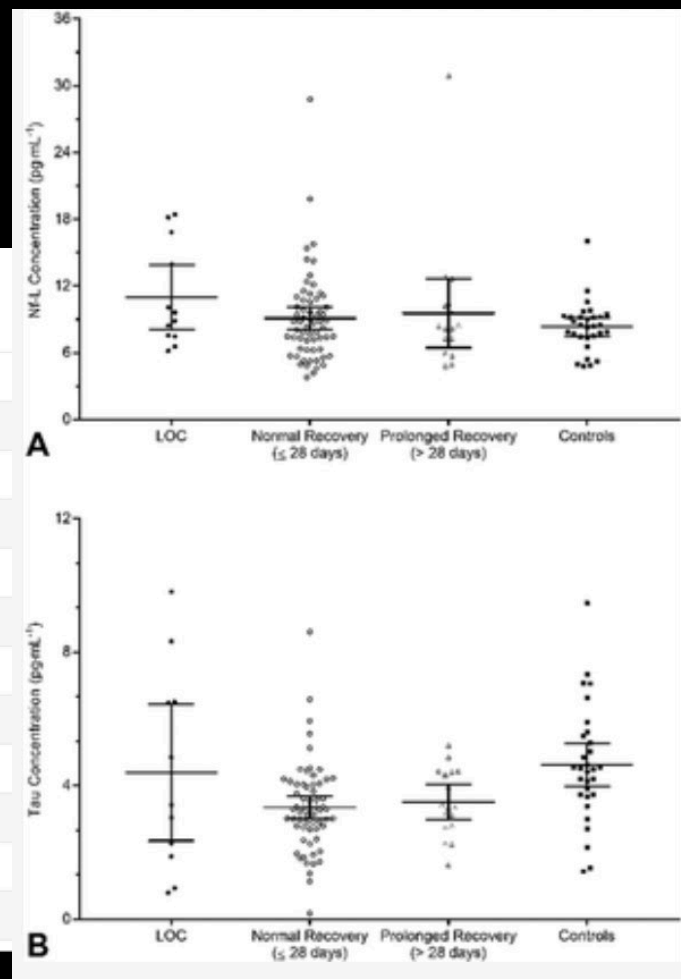 36
30
24
18
12
6
0
Nf-L Concentration (pg·mL⁻¹)
LOC
Normal Recovery
(≤ 28 days)
Prolonged Recovery
(> 28 days)
Controls
A
12
8
4
0
Tau Concentration (pg·mL⁻¹)
LOC
Normal Recovery
(≤ 28 days)
Prolonged Recovery
(> 28 days)
Controls
B